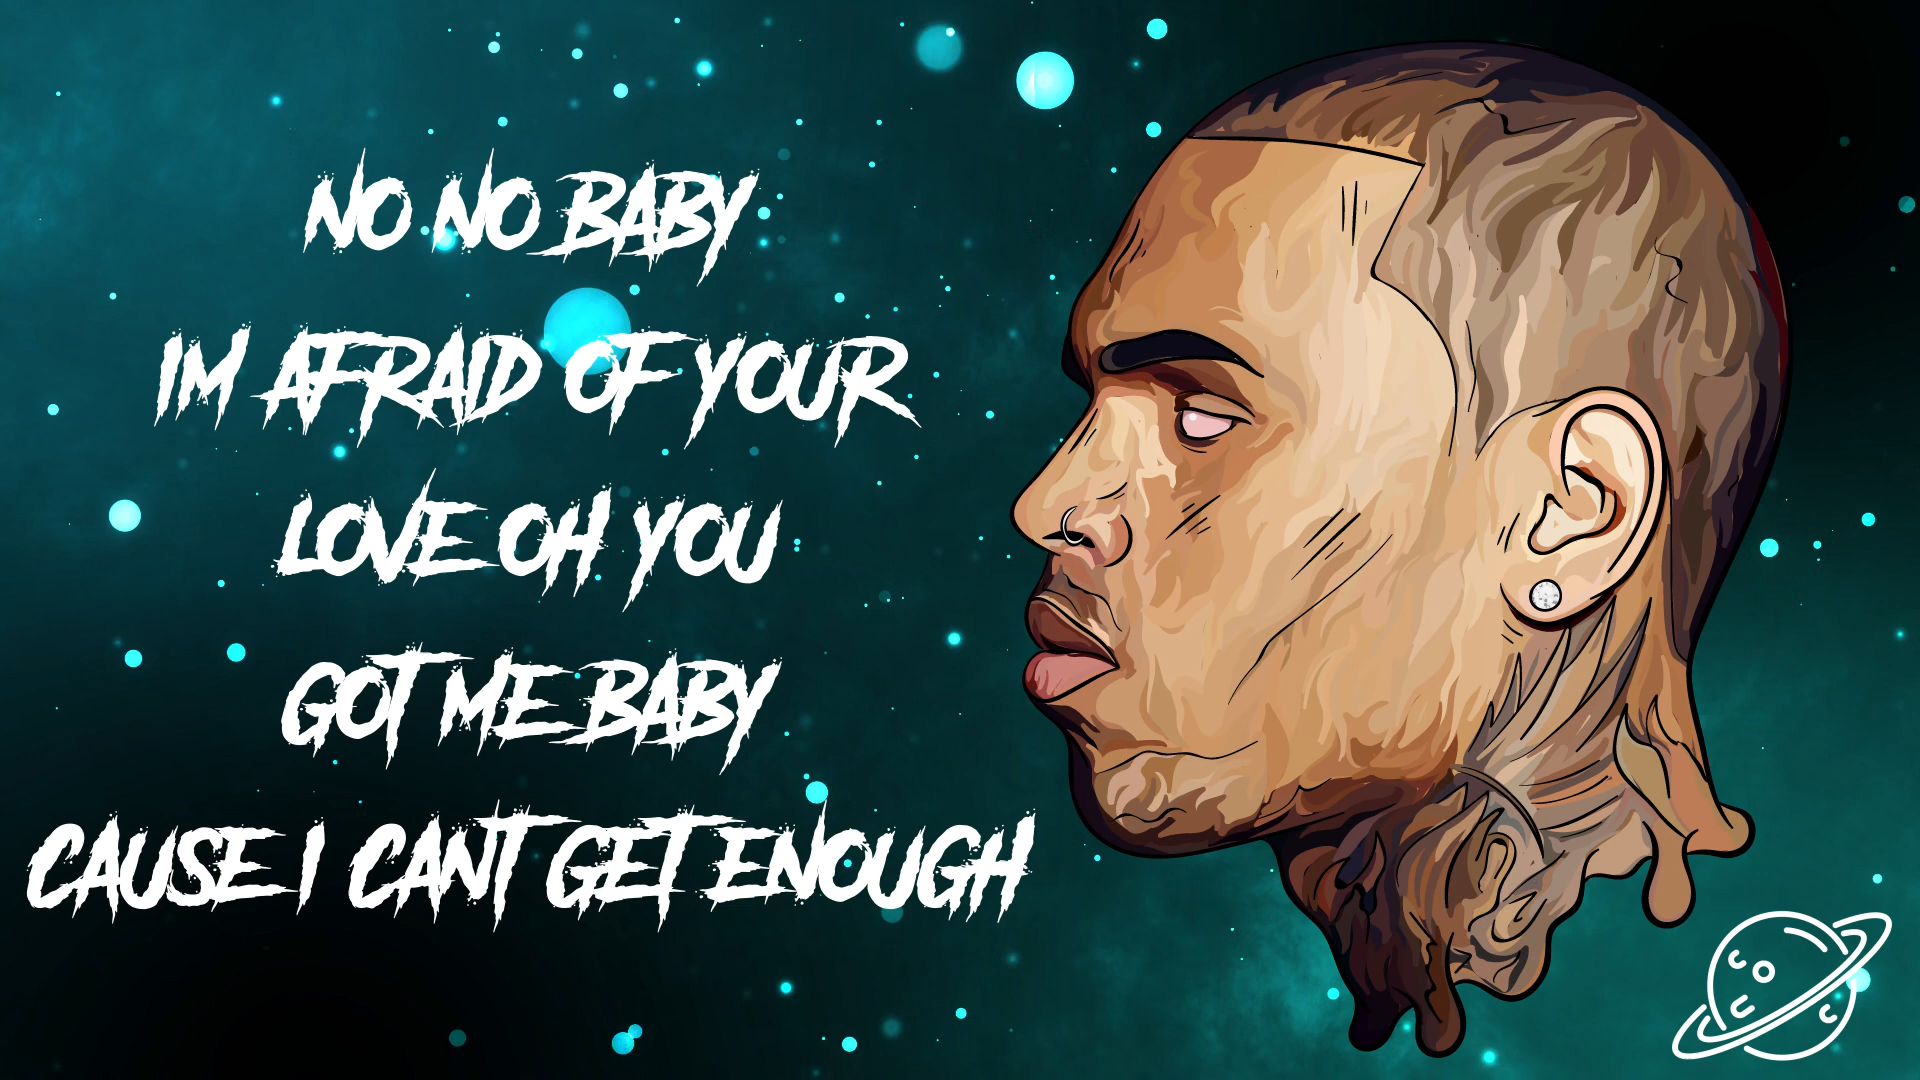 NO NO BABY
IM AFRAID OF YOUR
LOVE OH YOU
GOT ME BABY
CAUSE I CANT GET ENOUGH